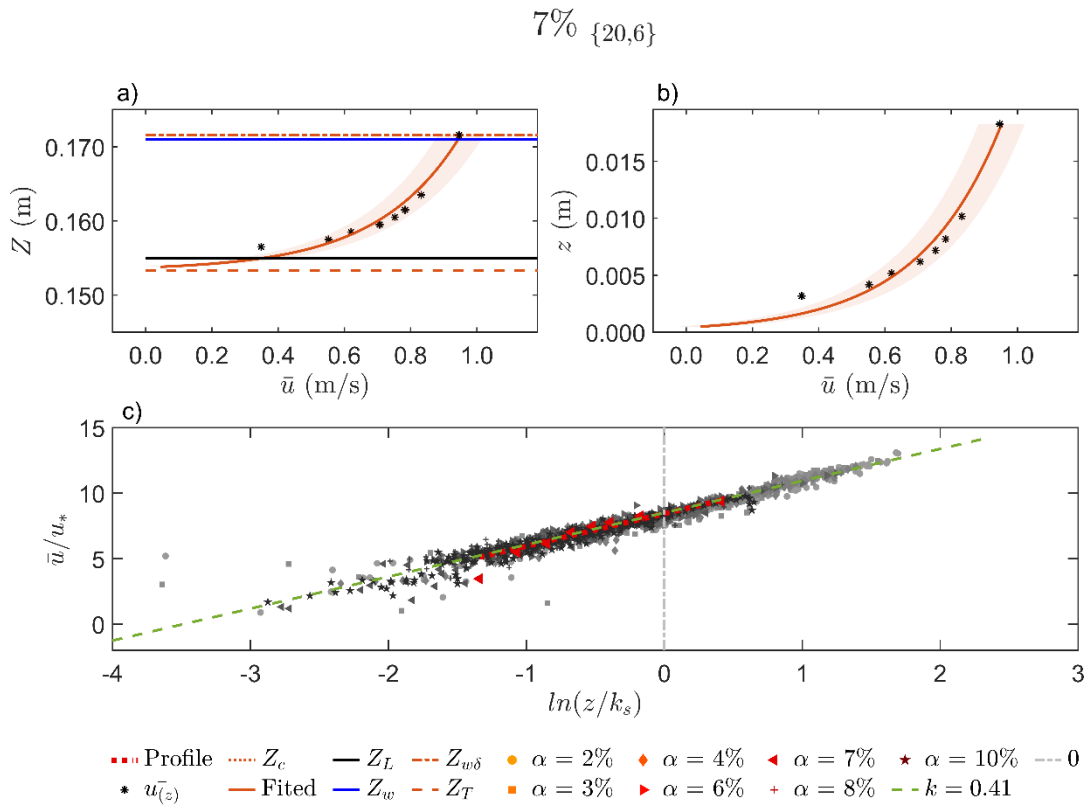 7% {20,6}
a)
b)
0.170
0.160
0.150
Z (m)
0.0 0.2 0.4 0.6 0.8 1.0
ū (m/s)
0.015
0.010
0.005
0.000
z (m)
0.0 0.2 0.4 0.6 0.8 1.0
ū (m/s)
c)
15
10
5
0
ū/u*
-4 -3 -2 -1 0 1 2 3
ln(z/ks)
Profile Zc ZL Zwδ α = 2% α = 4% α = 7% α = 10% 0
ū(z) Fited Zw ZT α = 3% α = 6% α = 8% k = 0.41